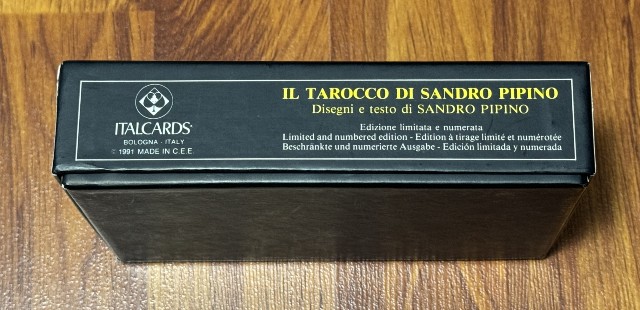 ITALCARDS
BOLOGNA · ITALY
© 1991 MADE IN C.E.E.
IL TAROCCO DI SANDRO PIPINO
Disegni e testo di SANDRO PIPINO
Edizione limitata e numerata
Limited and numbered edition - Edition à tirage limité et numérotée
Beschränkte und numerierte Ausgabe - Edición limitada y numerada